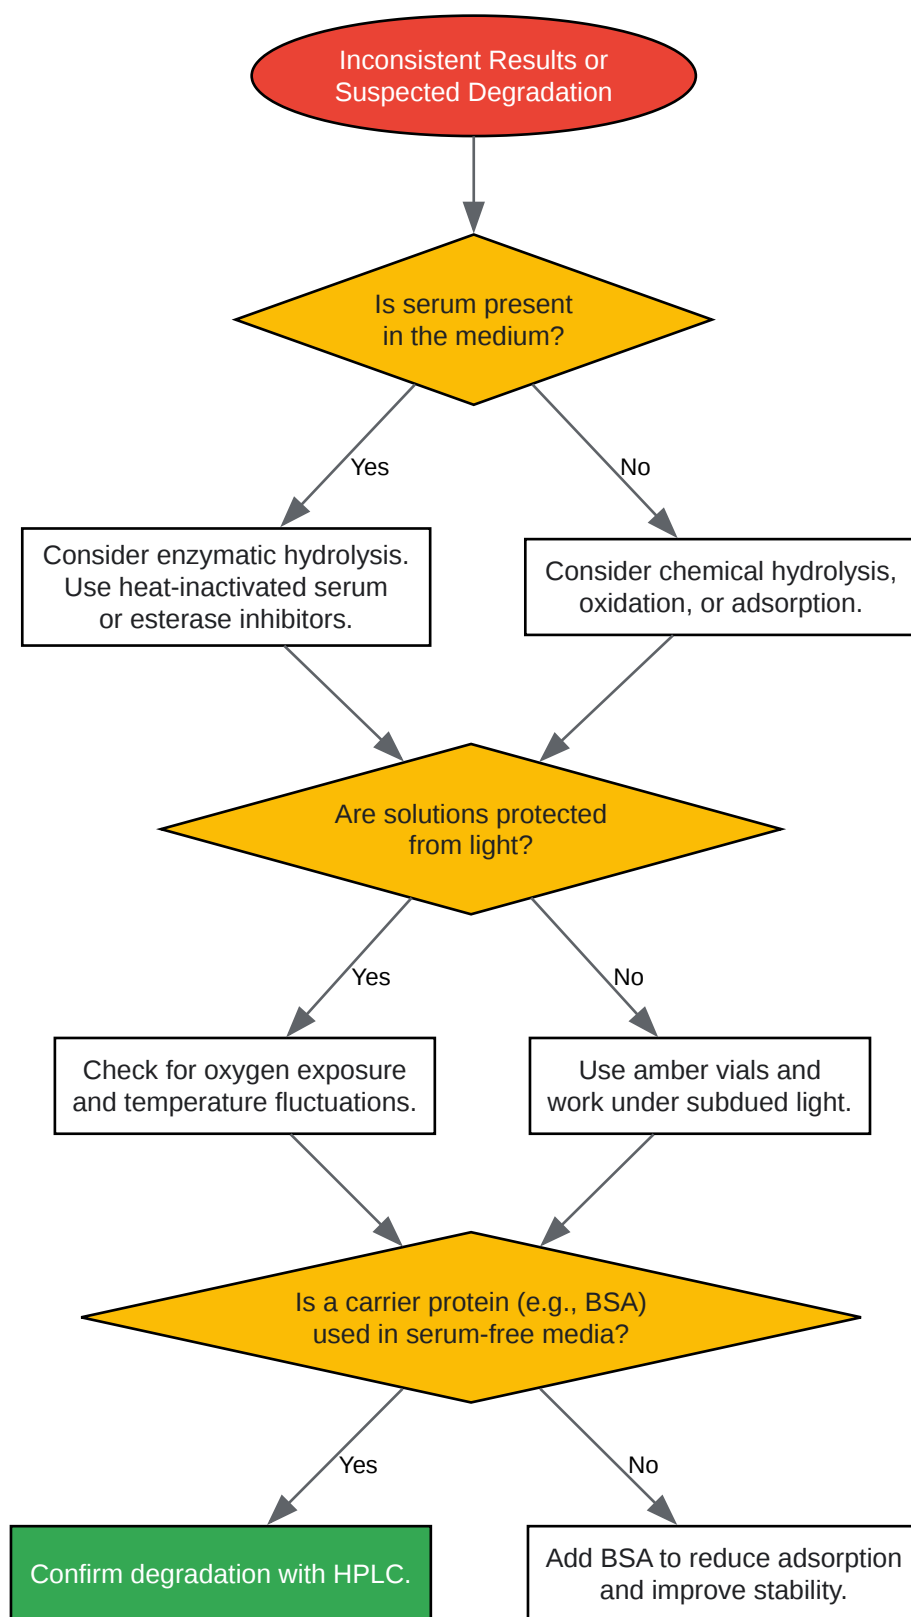 Inconsistent Results or
Suspected Degradation
Is serum present
in the medium?
Yes
No
Consider enzymatic hydrolysis.
Use heat-inactivated serum
or esterase inhibitors.
Consider chemical hydrolysis,
oxidation, or adsorption.
Are solutions protected
from light?
Yes
No
Check for oxygen exposure
and temperature fluctuations.
Use amber vials and
work under subdued light.
Is a carrier protein (e.g., BSA)
used in serum-free media?
Yes
No
Confirm degradation with HPLC.
Add BSA to reduce adsorption
and improve stability.